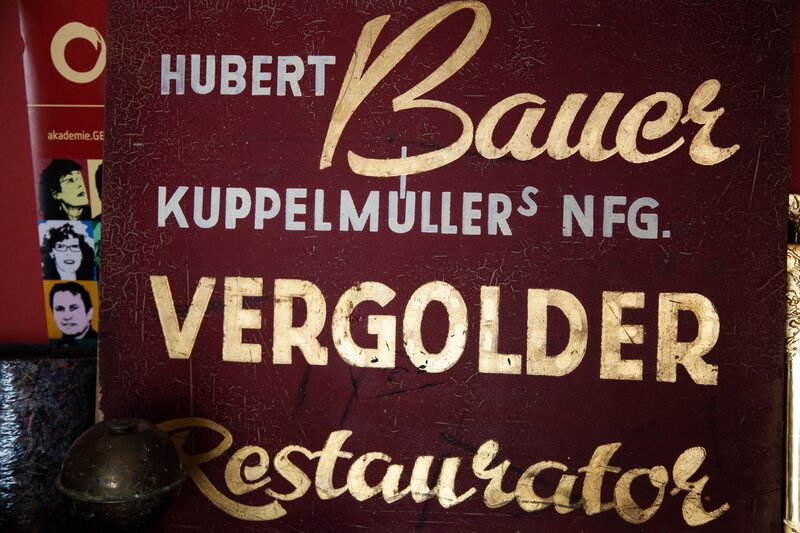 HUBERT Bauer
KUPPELMÜLLERS NFG.
VERGOLDER
Restaurator
akademie.GE